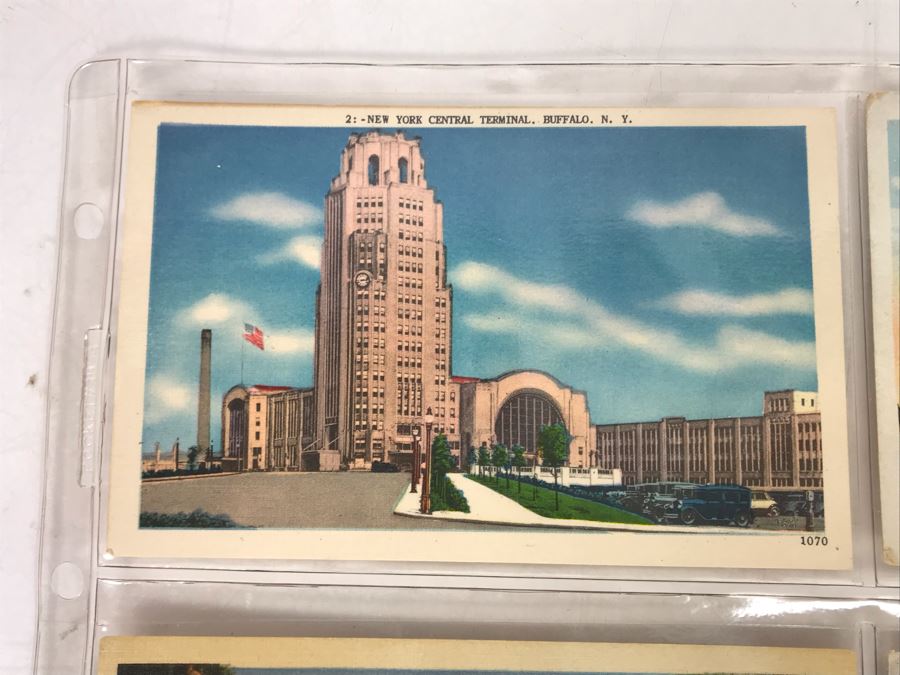 2:-NEW YORK CENTRAL TERMINAL, BUFFALO, N. Y.
1070